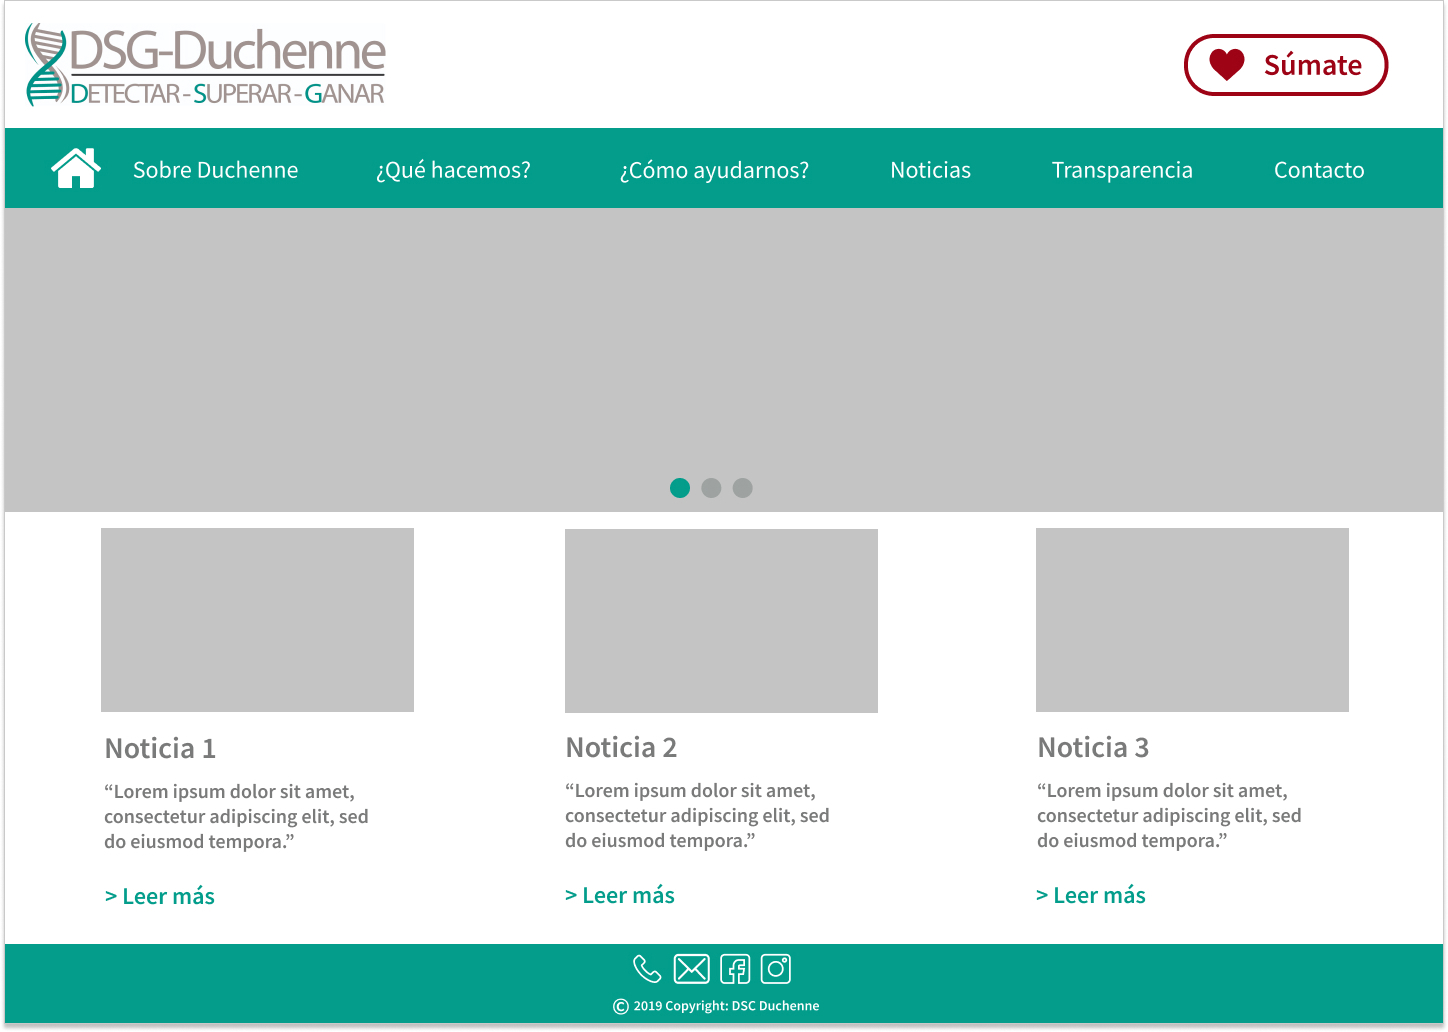 DSG-Duchenne
DETECTAR - SUPERAR - GANAR
Súmate
Sobre Duchenne
¿Qué hacemos?
¿Cómo ayudarnos?
Noticias
Transparencia
Contacto
Noticia 1
“Lorem ipsum dolor sit amet,
consectetur adipiscing elit, sed
do eiusmod tempora.”
> Leer más
Noticia 2
“Lorem ipsum dolor sit amet,
consectetur adipiscing elit, sed
do eiusmod tempora.”
> Leer más
Noticia 3
“Lorem ipsum dolor sit amet,
consectetur adipiscing elit, sed
do eiusmod tempora.”
> Leer más
© 2019 Copyright: DSC Duchenne